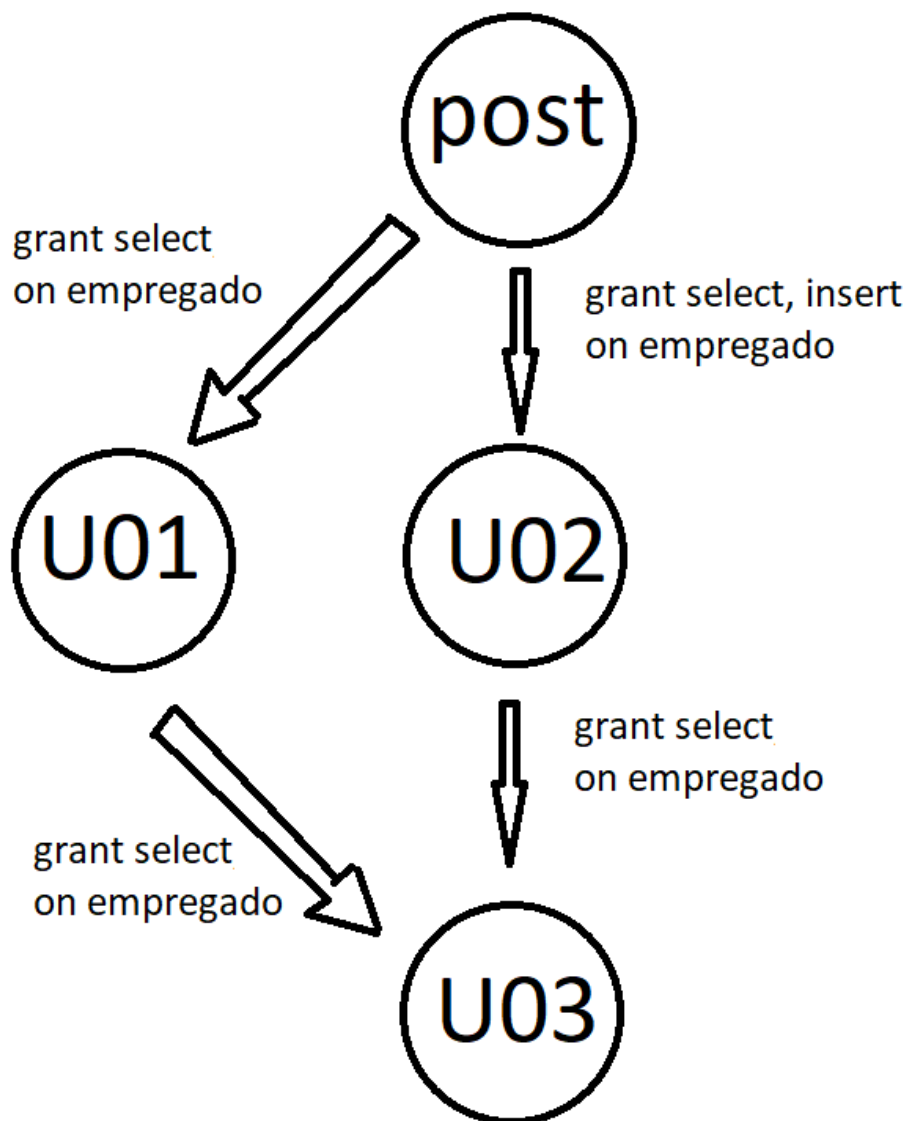 post
grant select
on empregado
grant select, insert
on empregado
U01
U02
grant select
on empregado
grant select
on empregado
U03